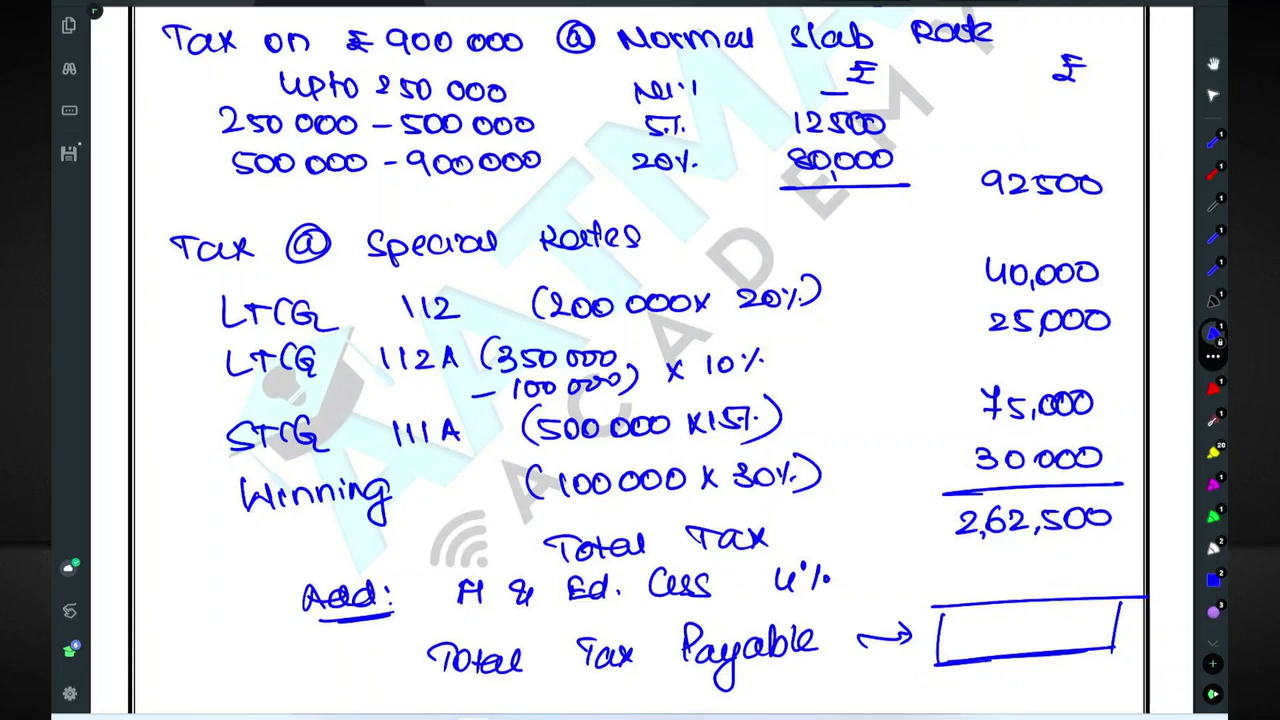 Tax on ₹ 900 000 @ Normal Slab Rate
₹ ₹
Upto 250 000 Nil —
250 000 - 500 000 5% 12500
500 000 - 900 000 20% 80,000
92500
Tax @ Special Rates
LTCG 112 (200 000 x 20%) 40,000
LTCG 112A (350 000 - 100 000) x 10% 25,000
STCG 111A (500 000 x 15%) 75,000
Winning (100 000 x 30%) 30 000
Total Tax 2,62,500
Add: H & Ed. Cess 4%
Total Tax Payable →
AATMA
ACADEMY